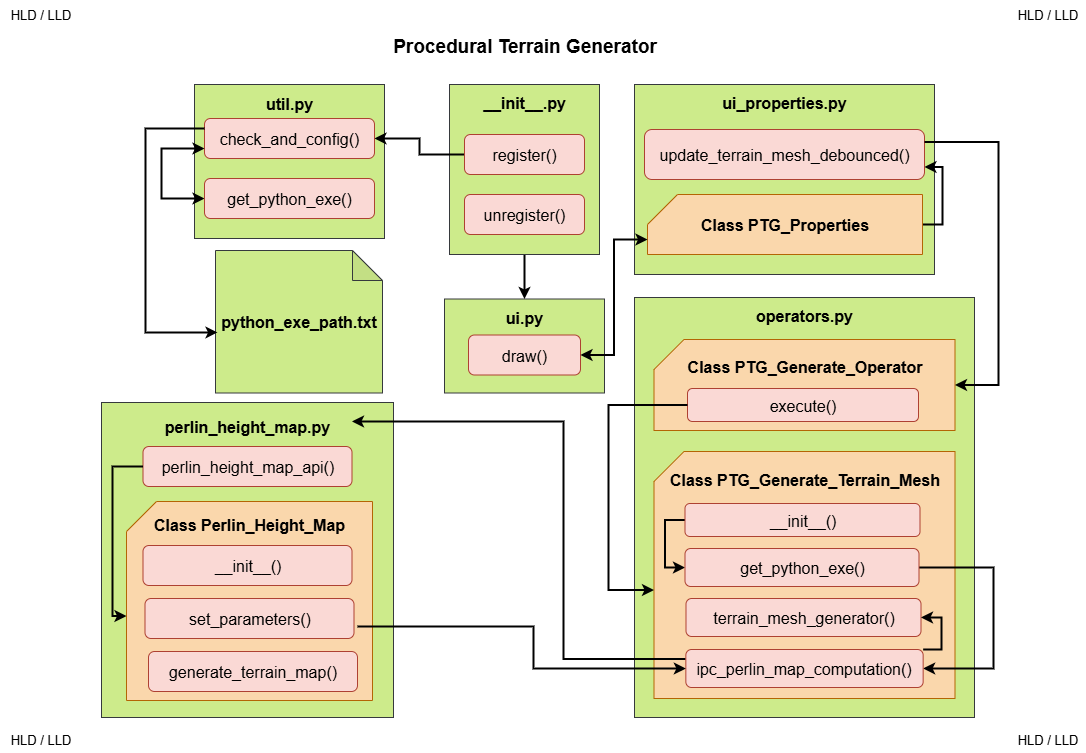 HLD / LLD
HLD / LLD
Procedural Terrain Generator
util.py
check_and_config()
get_python_exe()
__init__.py
register()
unregister()
ui_properties.py
update_terrain_mesh_debounced()
Class PTG_Properties
python_exe_path.txt
ui.py
draw()
operators.py
Class PTG_Generate_Operator
execute()
Class PTG_Generate_Terrain_Mesh
__init__()
get_python_exe()
terrain_mesh_generator()
ipc_perlin_map_computation()
perlin_height_map.py
perlin_height_map_api()
Class Perlin_Height_Map
__init__()
set_parameters()
generate_terrain_map()
HLD / LLD
HLD / LLD